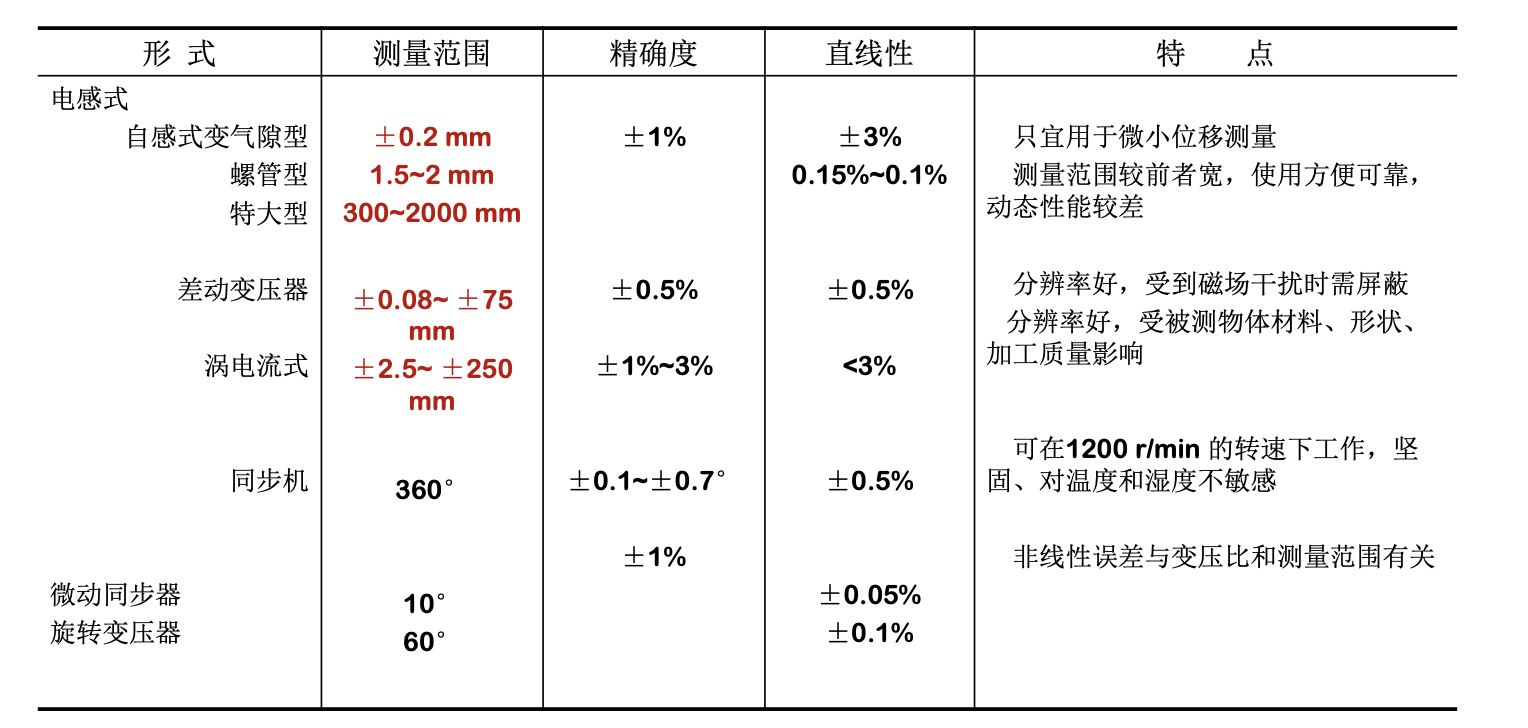 形 式 测量范围 精确度 直线性 特 点
电感式
自感式变气隙型 ±0.2 mm ±1% ±3% 只宜用于微小位移测量
螺管型 1.5~2 mm 0.15%~0.1% 测量范围较前者宽，使用方便可靠，
特大型 300~2000 mm 动态性能较差
差动变压器 ±0.08~ ±75 ±0.5% ±0.5% 分辨率好，受到磁场干扰时需屏蔽
mm 分辨率好，受被测物体材料、形状、
涡电流式 ±2.5~ ±250 ±1%~3% <3% 加工质量影响
mm
可在1200 r/min 的转速下工作，坚
同步机 360° ±0.1~±0.7° ±0.5% 固、对温度和湿度不敏感
±1% 非线性误差与变压比和测量范围有关
微动同步器 10° ±0.05%
旋转变压器 60° ±0.1%